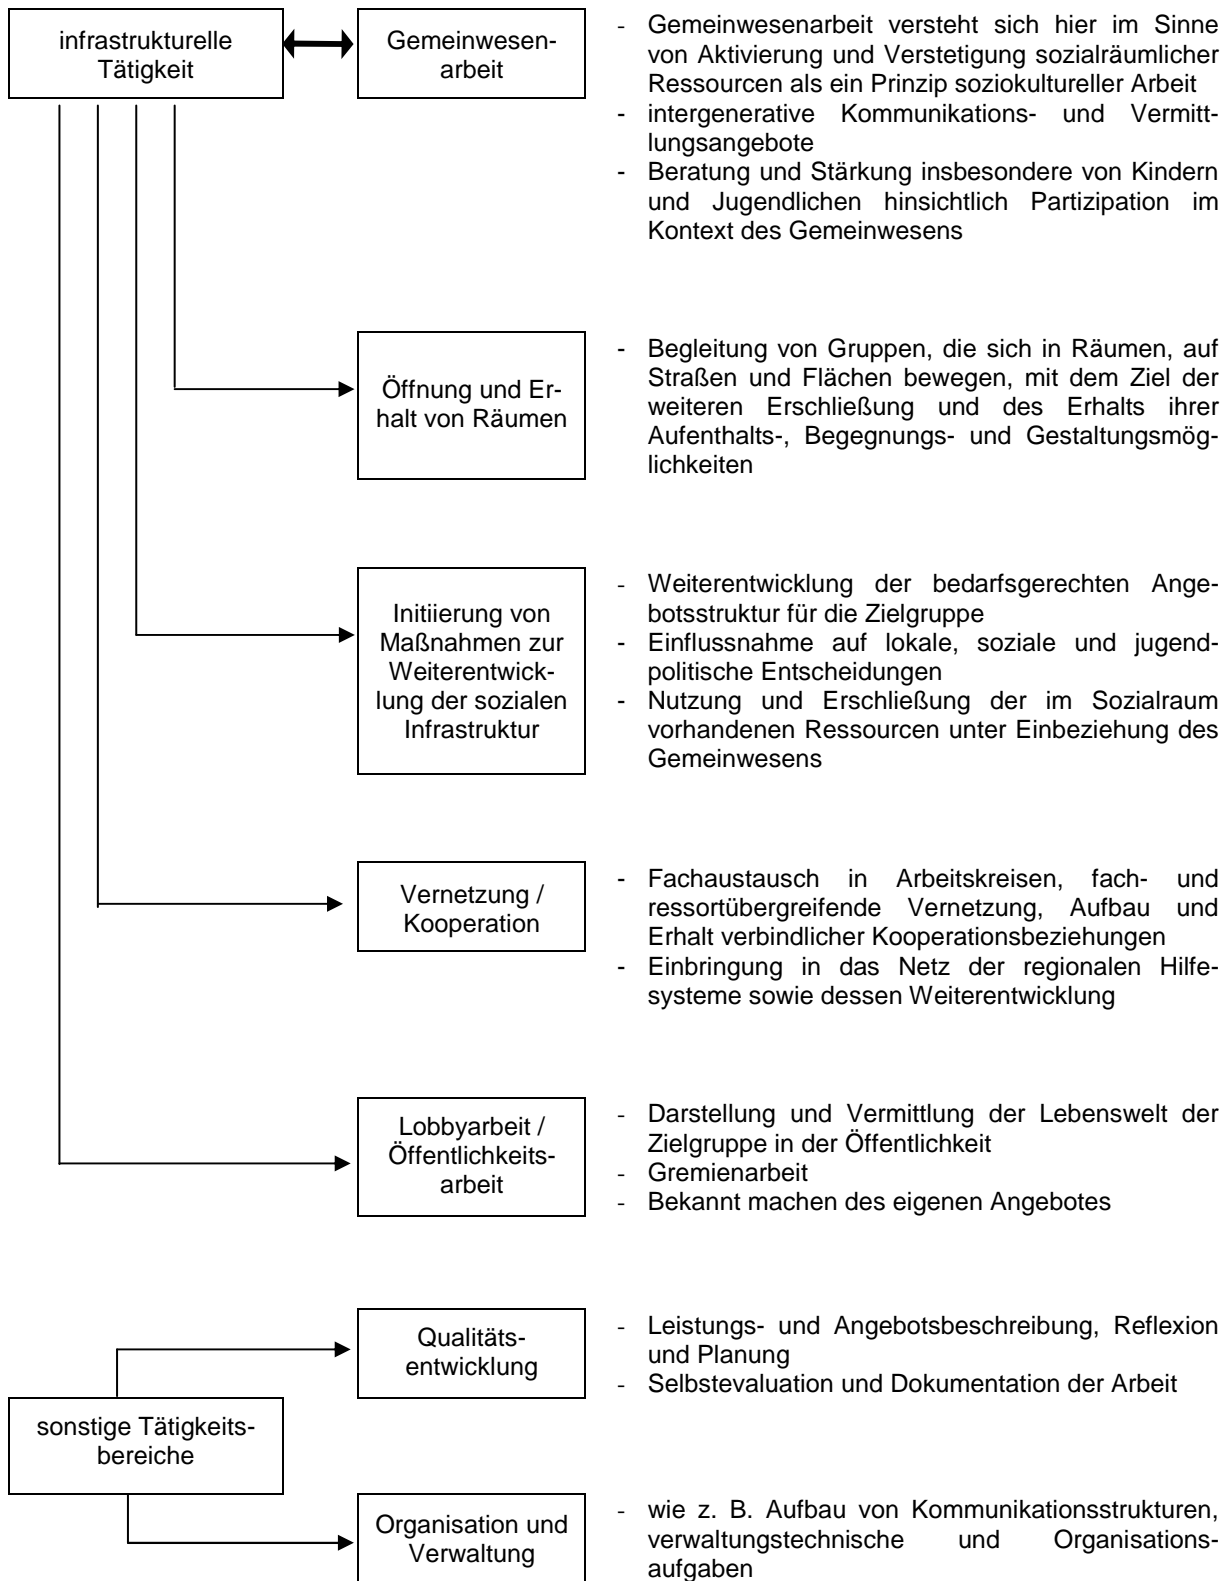 infrastrukturelle
Tätigkeit
Gemeinwesen-
arbeit
- Gemeinwesenarbeit versteht sich hier im Sinne
von Aktivierung und Verstetigung sozialräumlicher
Ressourcen als ein Prinzip soziokultureller Arbeit
- intergenerative Kommunikations- und Vermitt-
lungsangebote
- Beratung und Stärkung insbesondere von Kindern
und Jugendlichen hinsichtlich Partizipation im
Kontext des Gemeinwesens
Öffnung und Er-
halt von Räumen
- Begleitung von Gruppen, die sich in Räumen, auf
Straßen und Flächen bewegen, mit dem Ziel der
weiteren Erschließung und des Erhalts ihrer
Aufenthalts-, Begegnungs- und Gestaltungsmög-
lichkeiten
Initiierung von
Maßnahmen zur
Weiterentwick-
lung der sozialen
Infrastruktur
- Weiterentwicklung der bedarfsgerechten Ange-
botsstruktur für die Zielgruppe
- Einflussnahme auf lokale, soziale und jugend-
politische Entscheidungen
- Nutzung und Erschließung der im Sozialraum
vorhandenen Ressourcen unter Einbeziehung des
Gemeinwesens
Vernetzung /
Kooperation
- Fachaustausch in Arbeitskreisen, fach- und
ressortübergreifende Vernetzung, Aufbau und
Erhalt verbindlicher Kooperationsbeziehungen
- Einbringung in das Netz der regionalen Hilfe-
systeme sowie dessen Weiterentwicklung
Lobbyarbeit /
Öffentlichkeits-
arbeit
- Darstellung und Vermittlung der Lebenswelt der
Zielgruppe in der Öffentlichkeit
- Gremienarbeit
- Bekannt machen des eigenen Angebotes
Qualitäts-
entwicklung
- Leistungs- und Angebotsbeschreibung, Reflexion
und Planung
- Selbstevaluation und Dokumentation der Arbeit
sonstige Tätigkeits-
bereiche
Organisation und
Verwaltung
- wie z. B. Aufbau von Kommunikationsstrukturen,
verwaltungstechnische und Organisations-
aufgaben